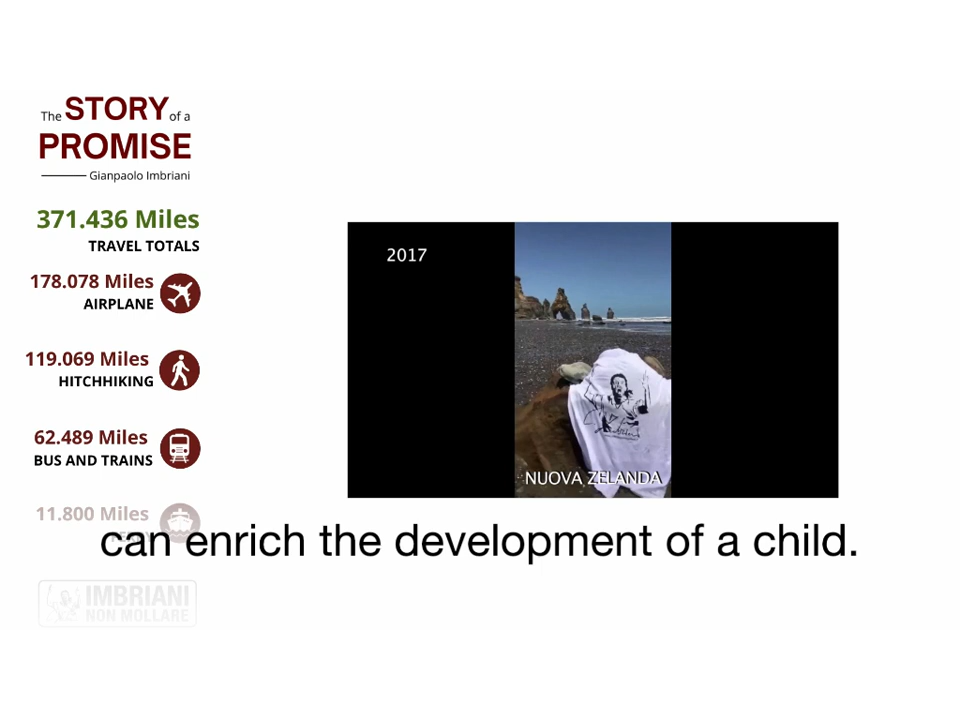 The STORY of a
PROMISE
Gianpaolo Imbriani
371.436 Miles
TRAVEL TOTALS
178.078 Miles
AIRPLANE
119.069 Miles
HITCHHIKING
62.489 Miles
BUS AND TRAINS
11.800 Miles
2017
NUOVA ZELANDA
can enrich the development of a child.
IMBRIANI
NON MOLLARE